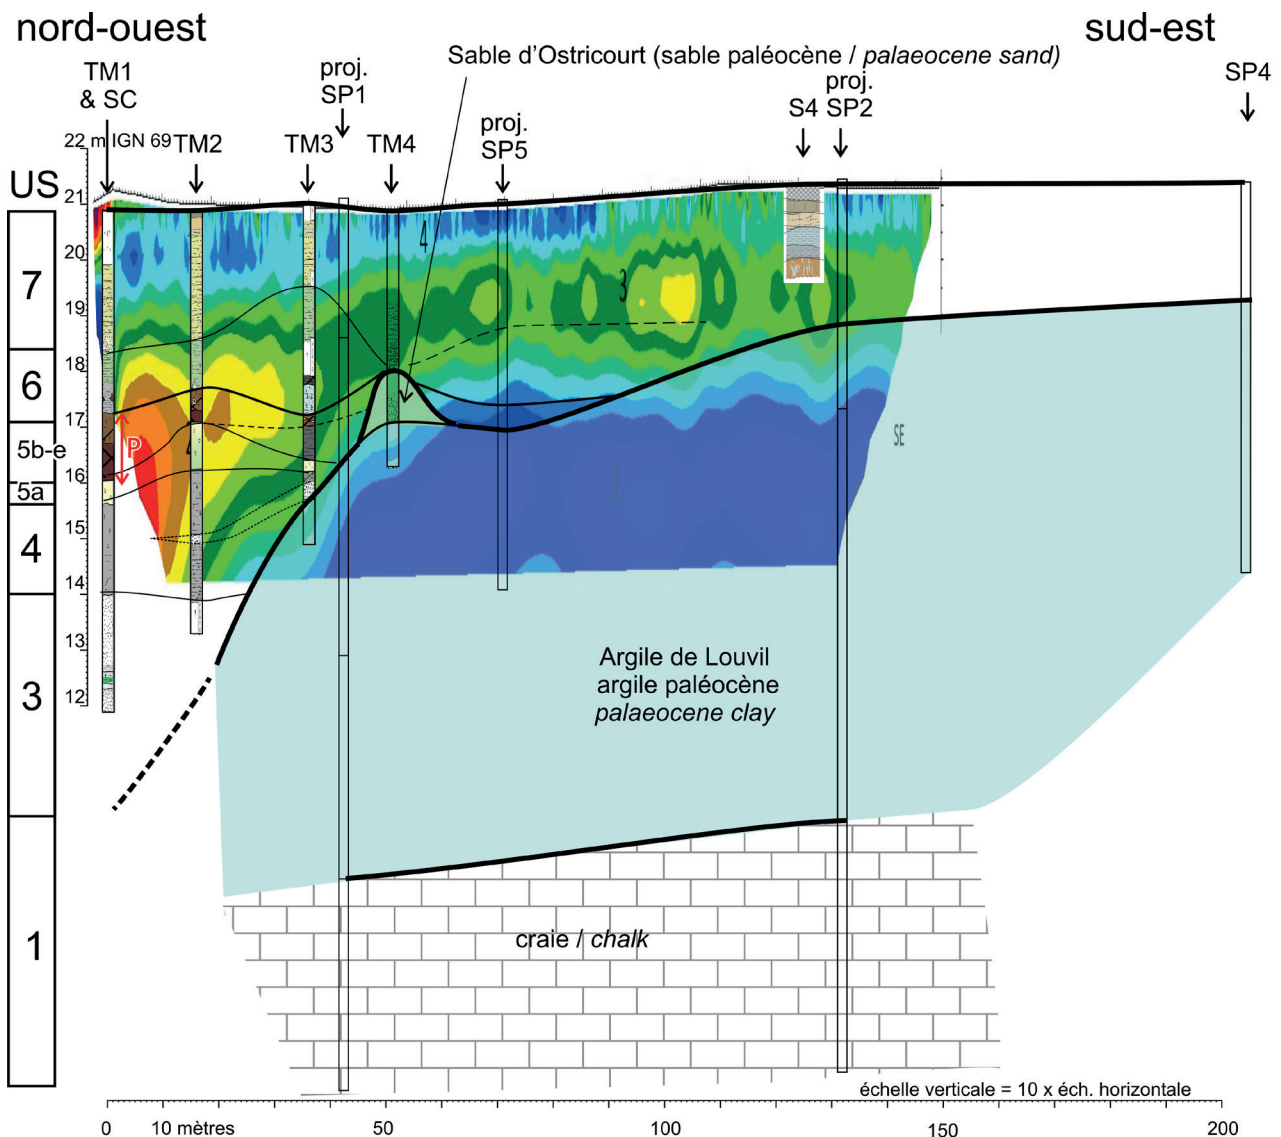 nord-ouest
sud-est
Sable d'Ostricourt (sable paléocène / palaeocene sand)
TM1
& SC
proj.
SP1
proj.
SP2
SP4
S4
22 m IGN 69
TM2
TM3
TM4
proj.
SP5
US
21
20
19
18
17
16
15
14
13
12
7
6
5b-e
5a
4
3
1
4
3
P
4
1
SE
Argile de Louvil
argile paléocène
palaeocene clay
craie / chalk
échelle verticale = 10 x éch. horizontale
0 10 mètres 50 100 150 200